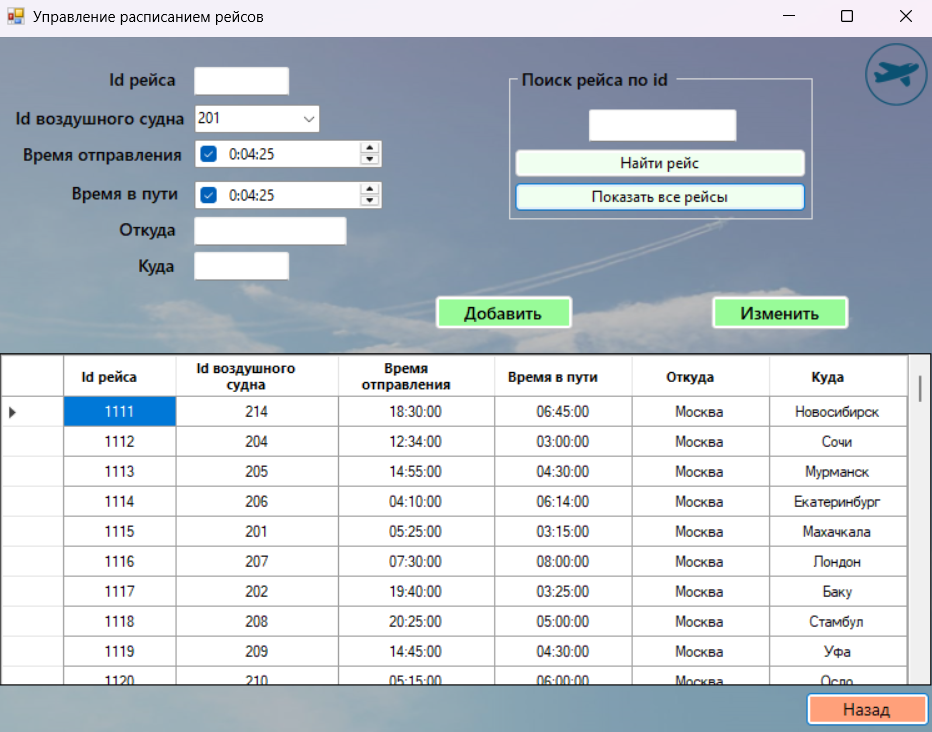 Управление расписанием рейсов
Id рейса
Id воздушного судна 201
Время отправления 0:04:25
Время в пути 0:04:25
Откуда
Куда
Поиск рейса по id
Найти рейс
Показать все рейсы
Добавить Изменить
Id рейса Id воздушного судна Время отправления Время в пути Откуда Куда
1111 214 18:30:00 06:45:00 Москва Новосибирск
1112 204 12:34:00 03:00:00 Москва Сочи
1113 205 14:55:00 04:30:00 Москва Мурманск
1114 206 04:10:00 06:14:00 Москва Екатеринбург
1115 201 05:25:00 03:15:00 Москва Махачкала
1116 207 07:30:00 08:00:00 Москва Лондон
1117 202 19:40:00 03:25:00 Москва Баку
1118 208 20:25:00 05:00:00 Москва Стамбул
1119 209 14:45:00 04:30:00 Москва Уфа
1120 210 05:15:00 06:00:00 Москва Осло
Назад